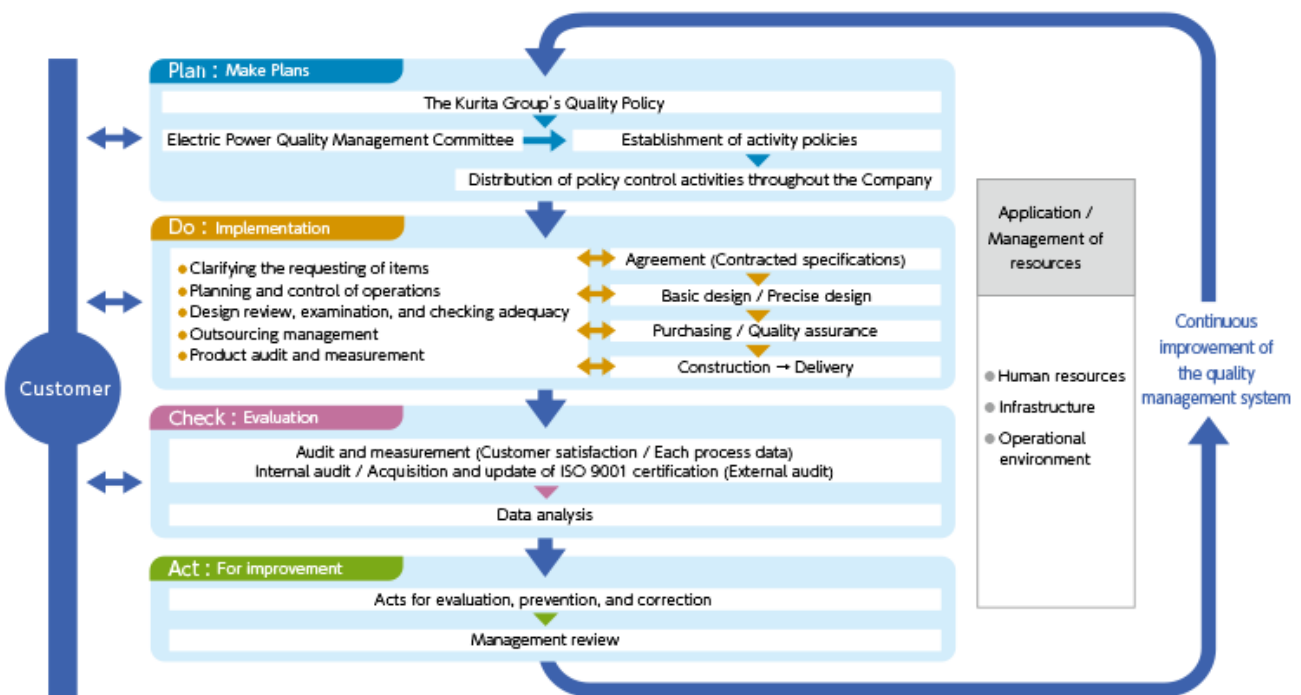 Plan : Make Plans
The Kurita Group's Quality Policy
Electric Power Quality Management Committee
Establishment of activity policies
Distribution of policy control activities throughout the Company
Do : Implementation
Clarifying the requesting of items
Planning and control of operations
Design review, examination, and checking adequacy
Outsourcing management
Product audit and measurement
Agreement (Contracted specifications)
Basic design / Precise design
Purchasing / Quality assurance
Construction → Delivery
Customer
Check : Evaluation
Audit and measurement (Customer satisfaction / Each process data)
Internal audit / Acquisition and update of ISO 9001 certification (External audit)
Data analysis
Act : For improvement
Acts for evaluation, prevention, and correction
Management review
Application /
Management of
resources
Human resources
Infrastructure
Operational
environment
Continuous
improvement of
the quality
management system